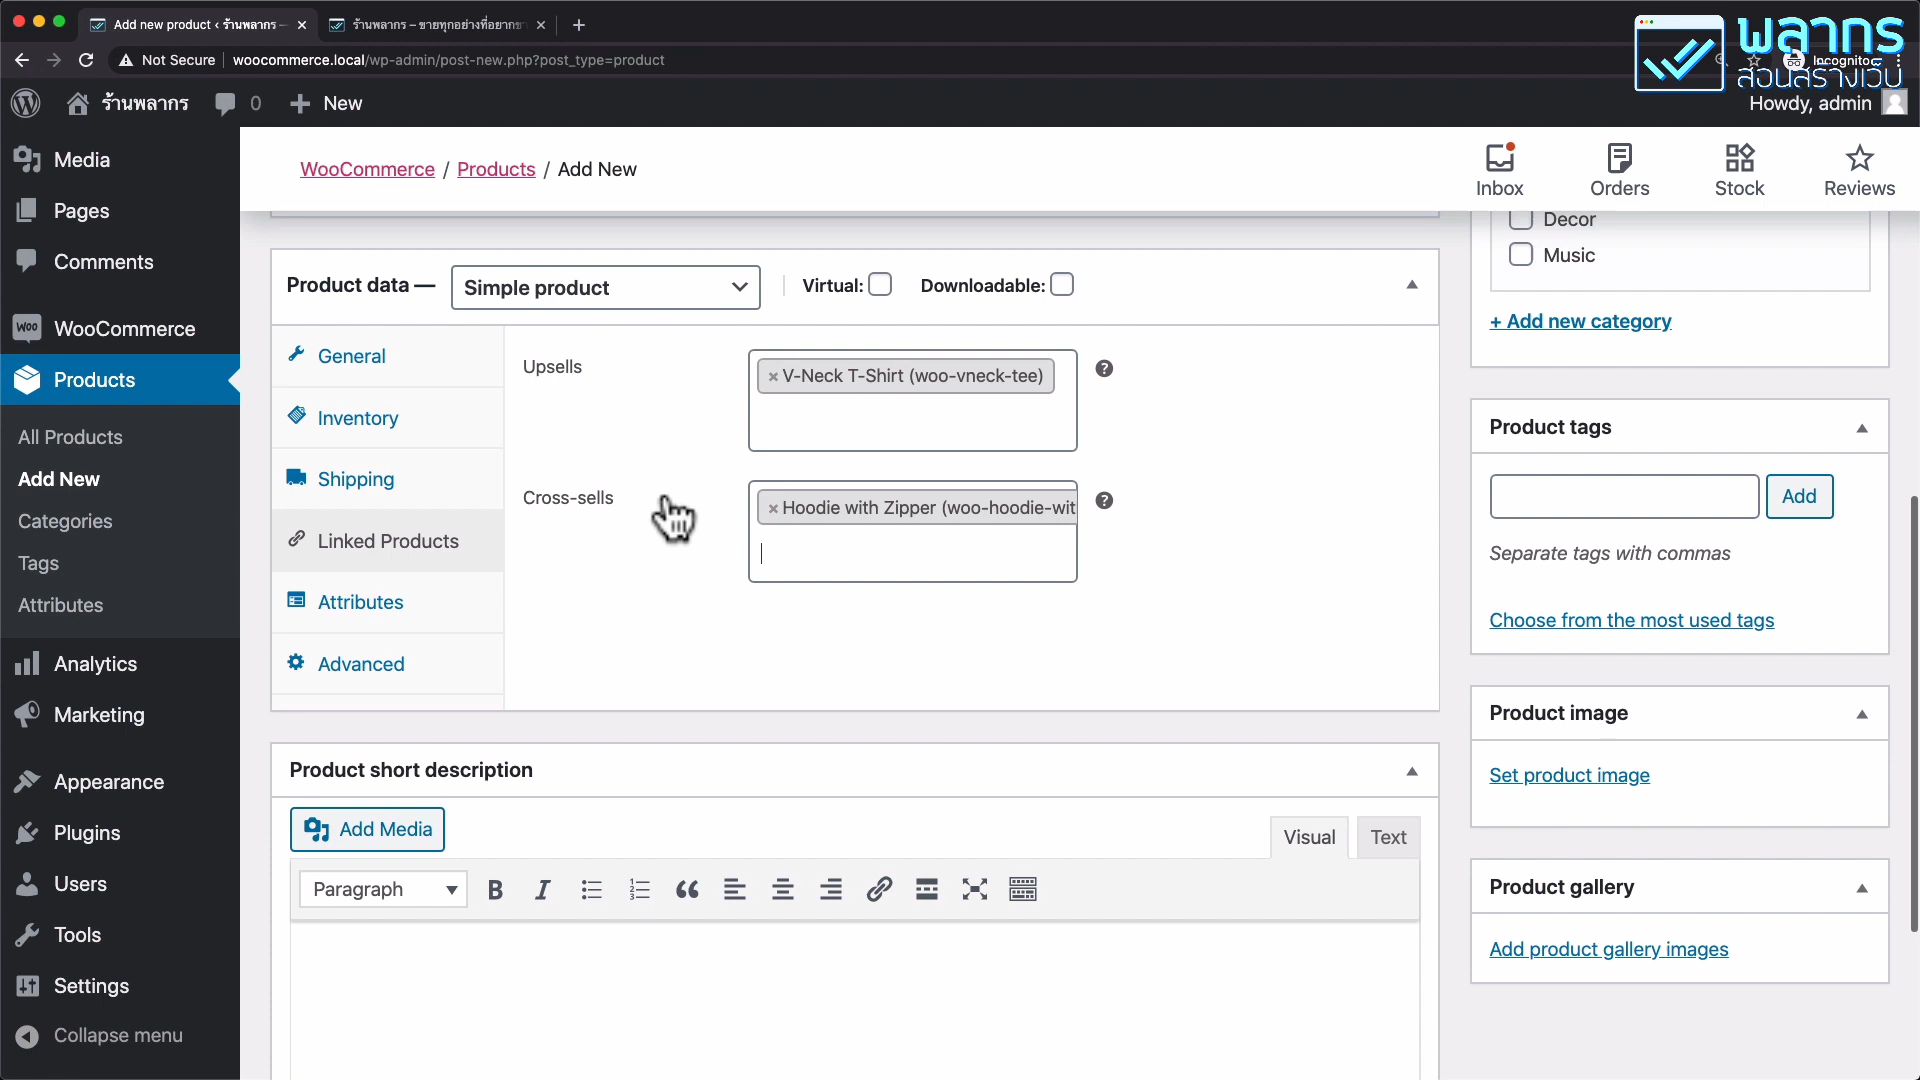 Add new product ‹ ร้านพลากร –
ร้านพลากร – ขายทุกอย่างที่อยากขา
Not Secure
woocommerce.local/wp-admin/post-new.php?post_type=product
Incognito
พลากร
สอนสร้างเว็บ
ร้านพลากร
0
New
Howdy, admin
Media
Pages
Comments
WooCommerce
Products
All Products
Add New
Categories
Tags
Attributes
Analytics
Marketing
Appearance
Plugins
Users
Tools
Settings
Collapse menu
WooCommerce / Products / Add New
Inbox
Orders
Stock
Reviews
Product data —
Simple product
Virtual:
Downloadable:
General
Inventory
Shipping
Linked Products
Attributes
Advanced
Upsells
× V-Neck T-Shirt (woo-vneck-tee)
Cross-sells
× Hoodie with Zipper (woo-hoodie-wit
Product short description
Add Media
Visual
Text
Paragraph
Decor
Music
+ Add new category
Product tags
Add
Separate tags with commas
Choose from the most used tags
Product image
Set product image
Product gallery
Add product gallery images